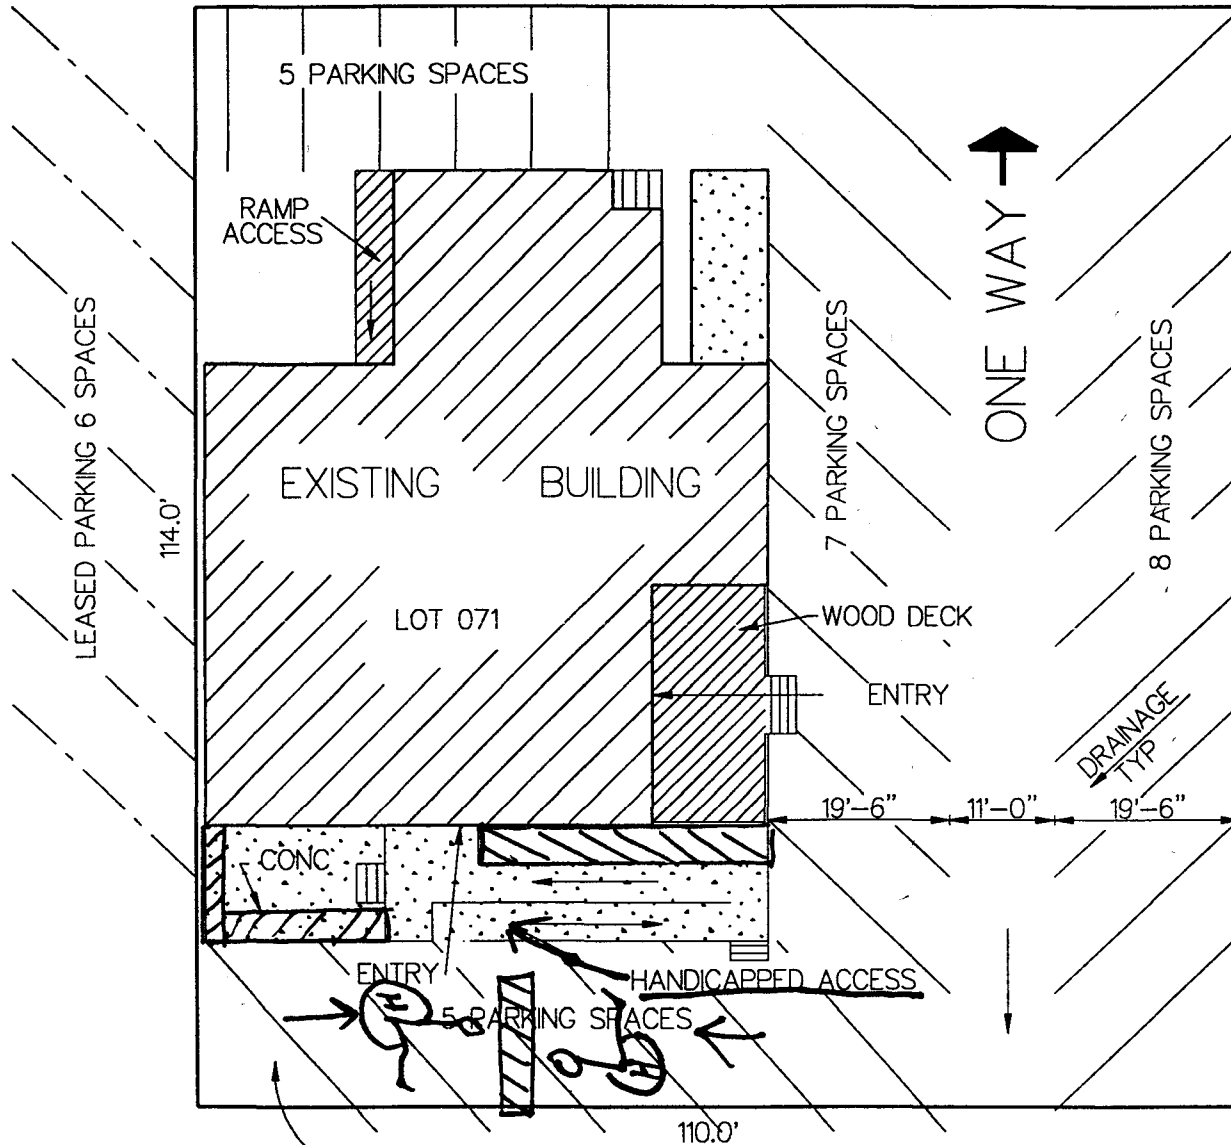 5 PARKING SPACES
RAMP
ACCESS
ONE WAY
LEASED PARKING 6 SPACES
114.0'
7 PARKING SPACES
8 PARKING SPACES
EXISTING BUILDING
LOT 071
WOOD DECK
ENTRY
DRAINAGE
TYP
19'-6" 11'-0" 19'-6"
CONC
ENTRY
HANDICAPPED ACCESS
5 PARKING SPACES
H
H
110.0'